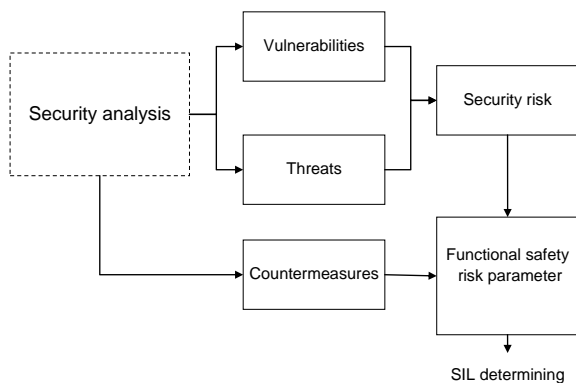 Vulnerabilities
Security analysis
Security risk
Threats
Functional safety
risk parameter
Countermeasures
SIL determining